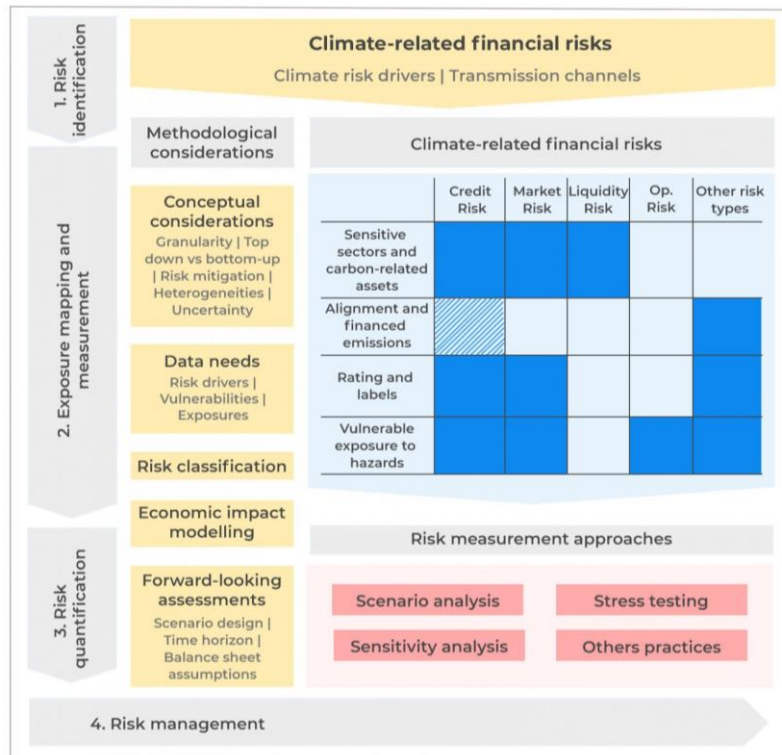 1. Risk
identification
Climate-related financial risks
Climate risk drivers | Transmission channels
2. Exposure mapping and
measurement
Methodological
considerations
Climate-related financial risks
Conceptual
considerations
Granularity | Top
down vs bottom-up
| Risk mitigation |
Heterogeneities |
Uncertainty
Data needs
Risk drivers |
Vulnerabilities |
Exposures
Risk classification
Economic impact
modelling
Credit
Risk
Market
Risk
Liquidity
Risk
Op.
Risk
Other risk
types
Sensitive
sectors and
carbon-related
assets
Alignment and
financed
emissions
Rating and
labels
Vulnerable
exposure to
hazards
3. Risk
quantification
Forward-looking
assessments
Scenario design |
Time horizon |
Balance sheet
assumptions
Risk measurement approaches
Scenario analysis
Stress testing
Sensitivity analysis
Others practices
4. Risk management